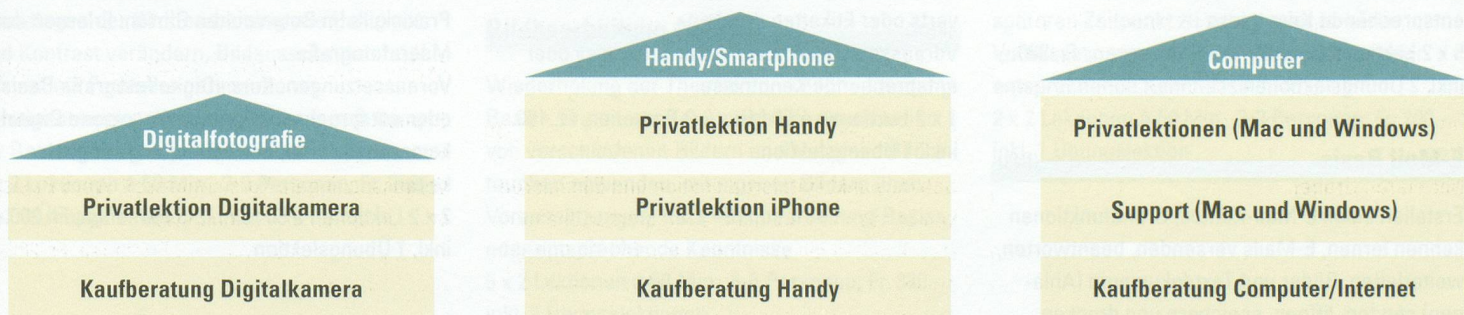 Digitalfotografie
Privatlektion Digitalkamera
Kaufberatung Digitalkamera
Handy/Smartphone
Privatlektion Handy
Privatlektion iPhone
Kaufberatung Handy
Computer
Privatlektionen (Mac und Windows)
Support (Mac und Windows)
Kaufberatung Computer/Internet